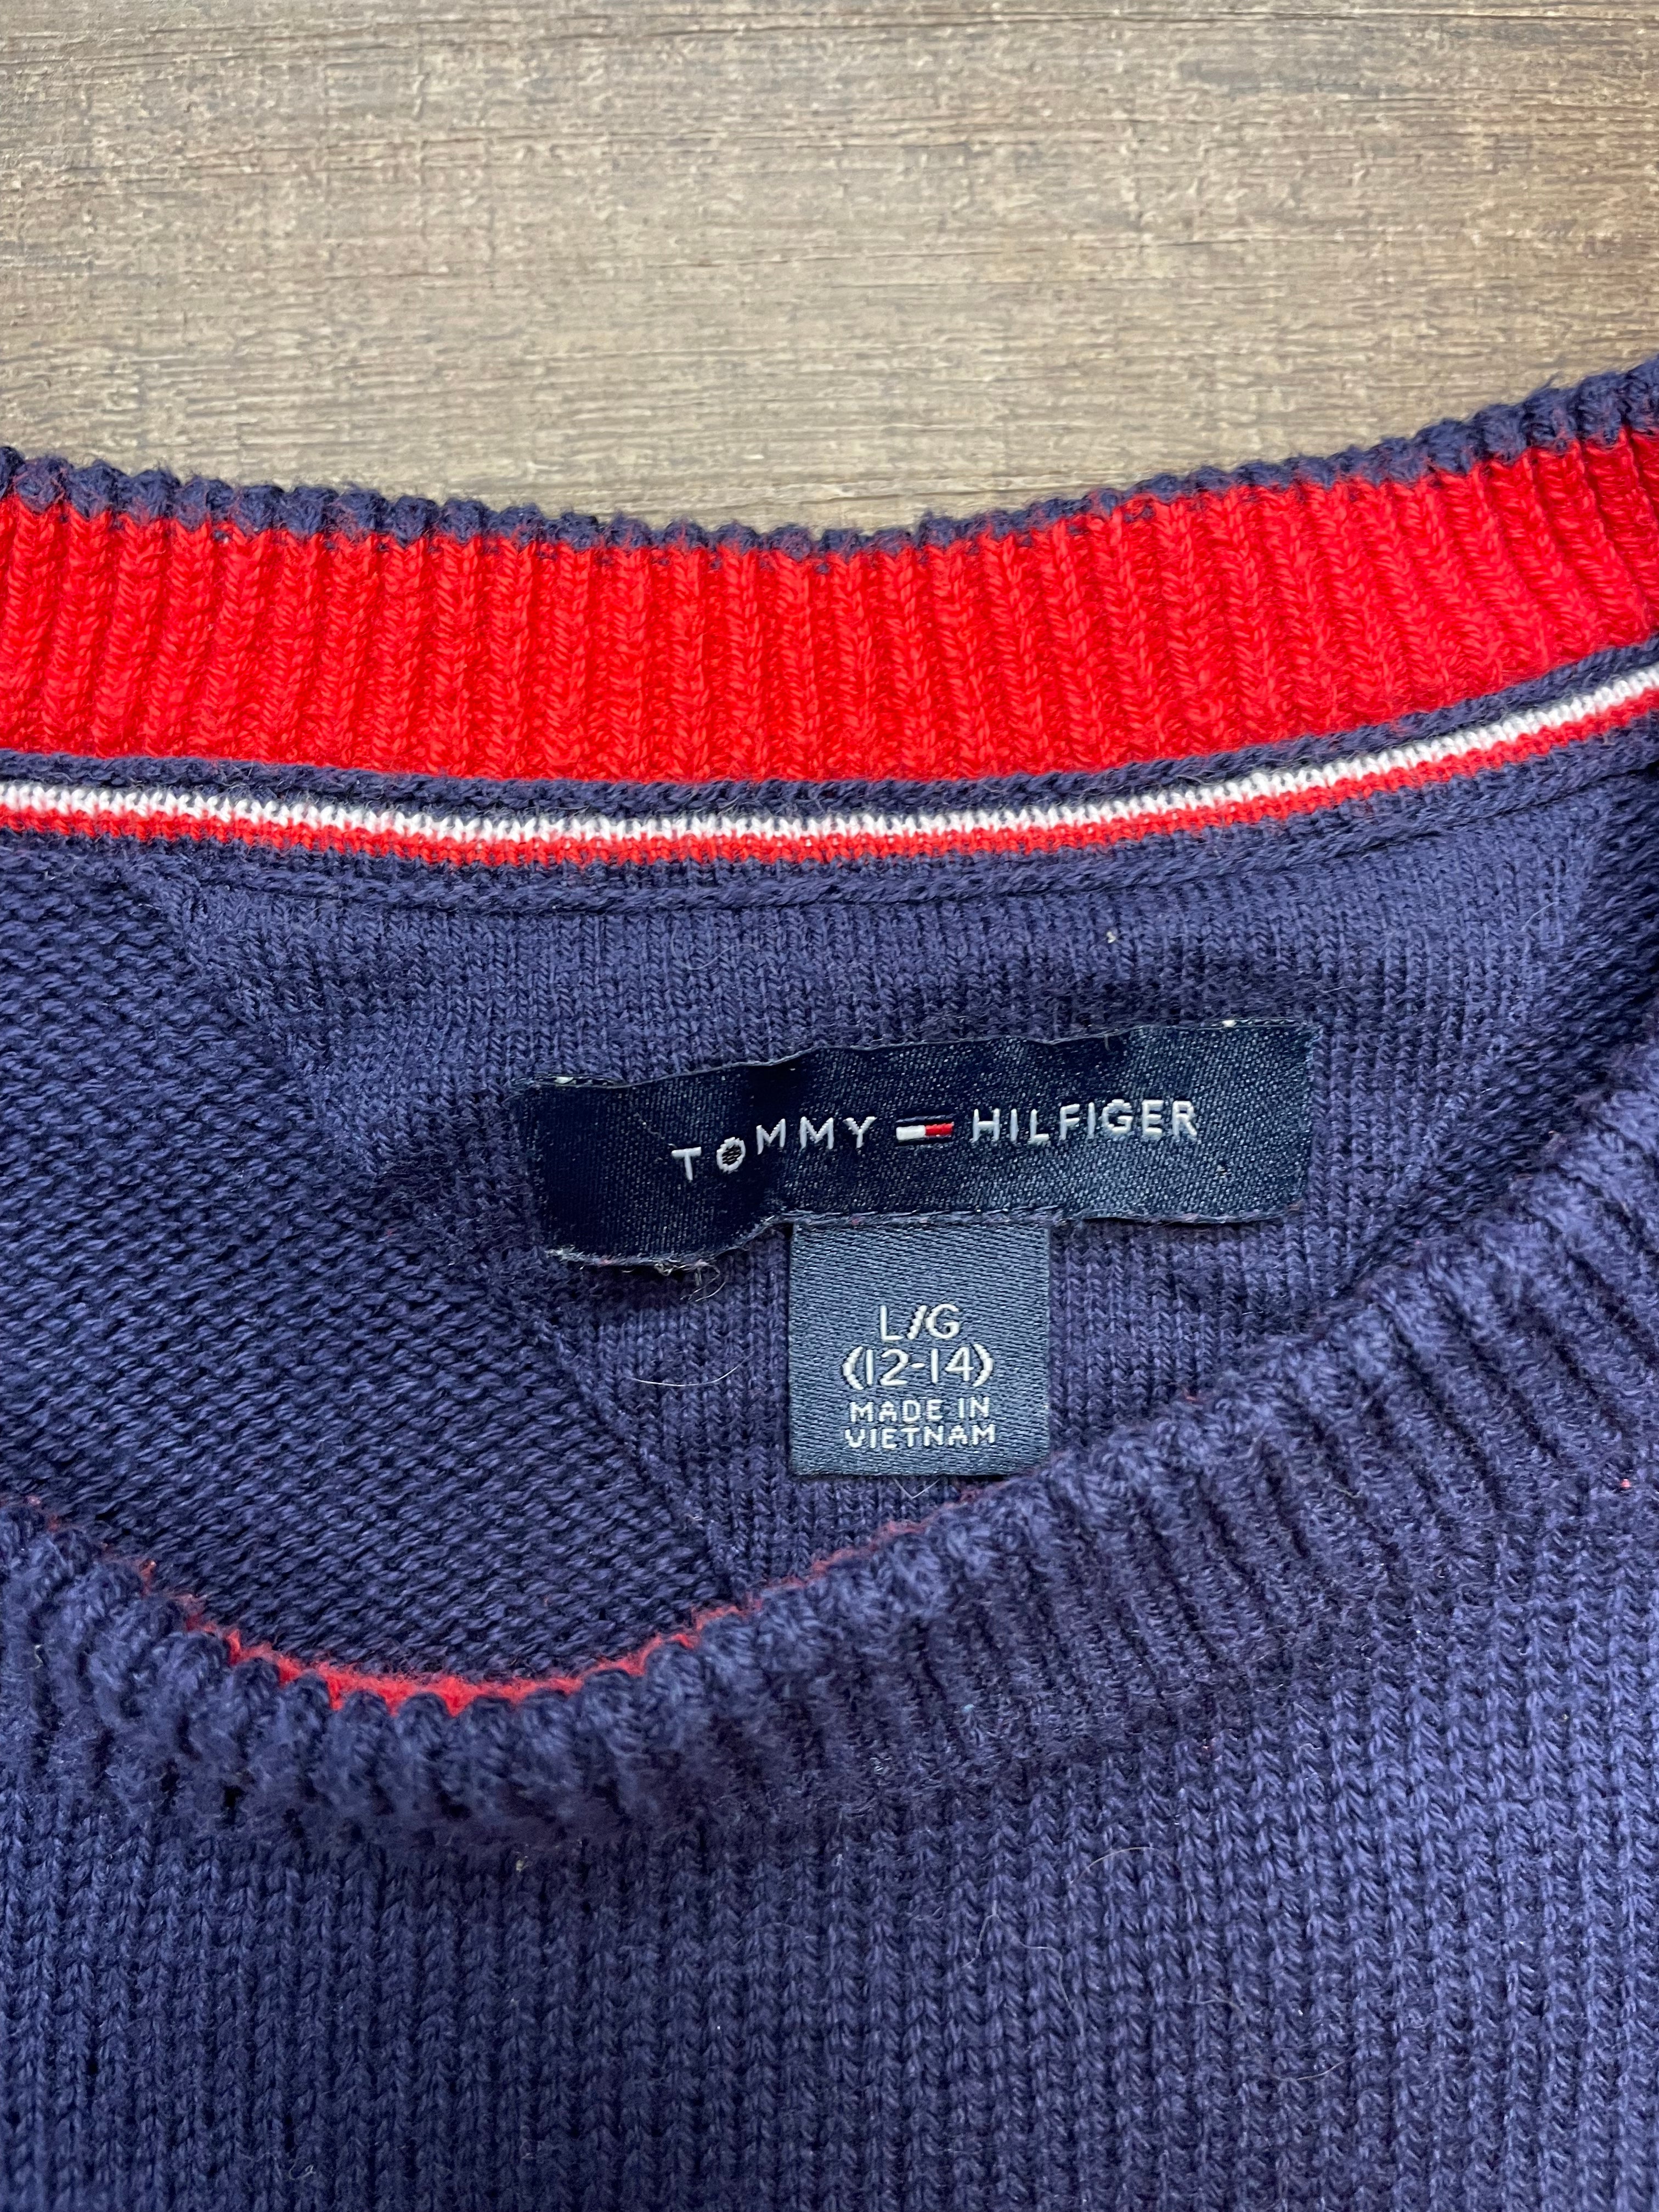 TOMMY HILFIGER
L/G
(12-14)
MADE IN
VIETNAM